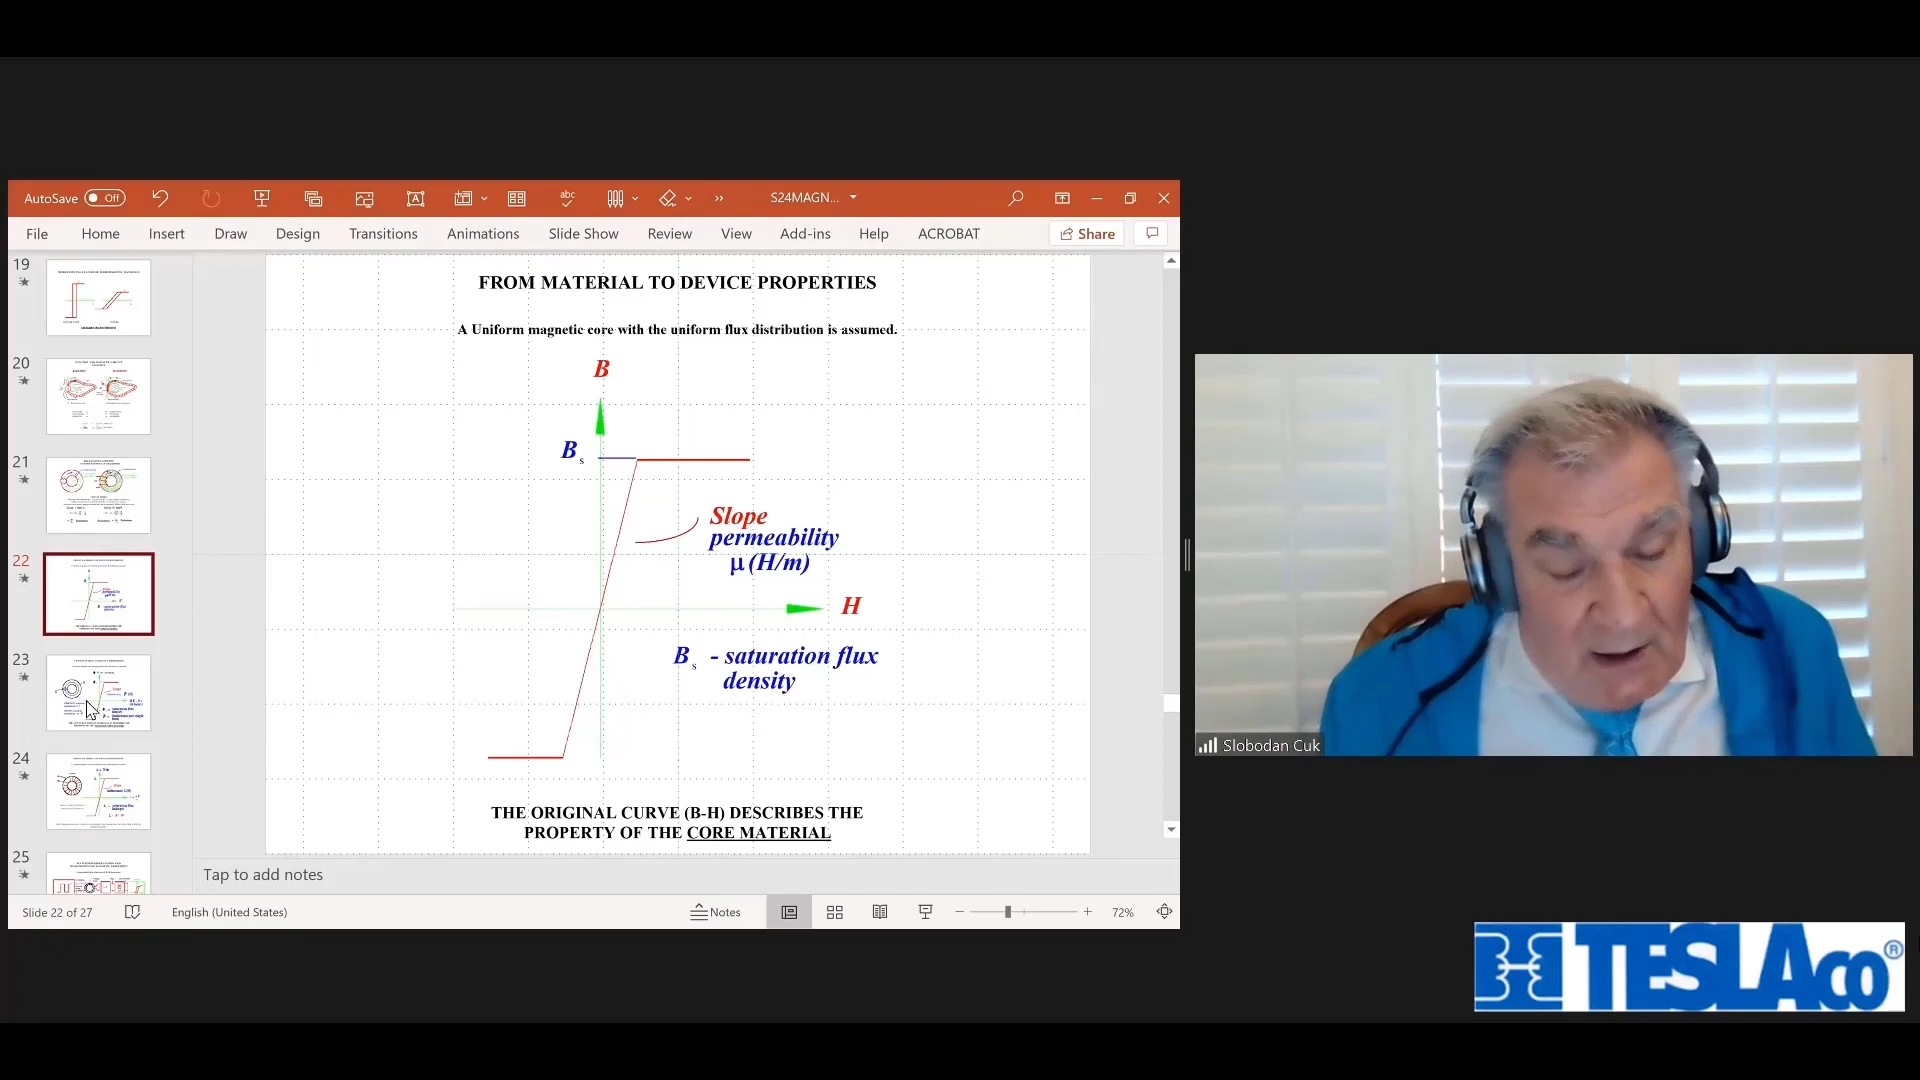 AutoSave Off
abc
S24MAGN...
File Home Insert Draw Design Transitions Animations Slide Show Review View Add-ins Help ACROBAT Share
19
20
21
22
23
24
25
FROM MATERIAL TO DEVICE PROPERTIES
A Uniform magnetic core with the uniform flux distribution is assumed.
B
B s
Slope
permeability
μ (H/m)
H
B s - saturation flux
density
THE ORIGINAL CURVE (B-H) DESCRIBES THE
PROPERTY OF THE CORE MATERIAL
Tap to add notes
Slide 22 of 27 English (United States) Notes 72%
Slobodan Cuk
TESLAco®